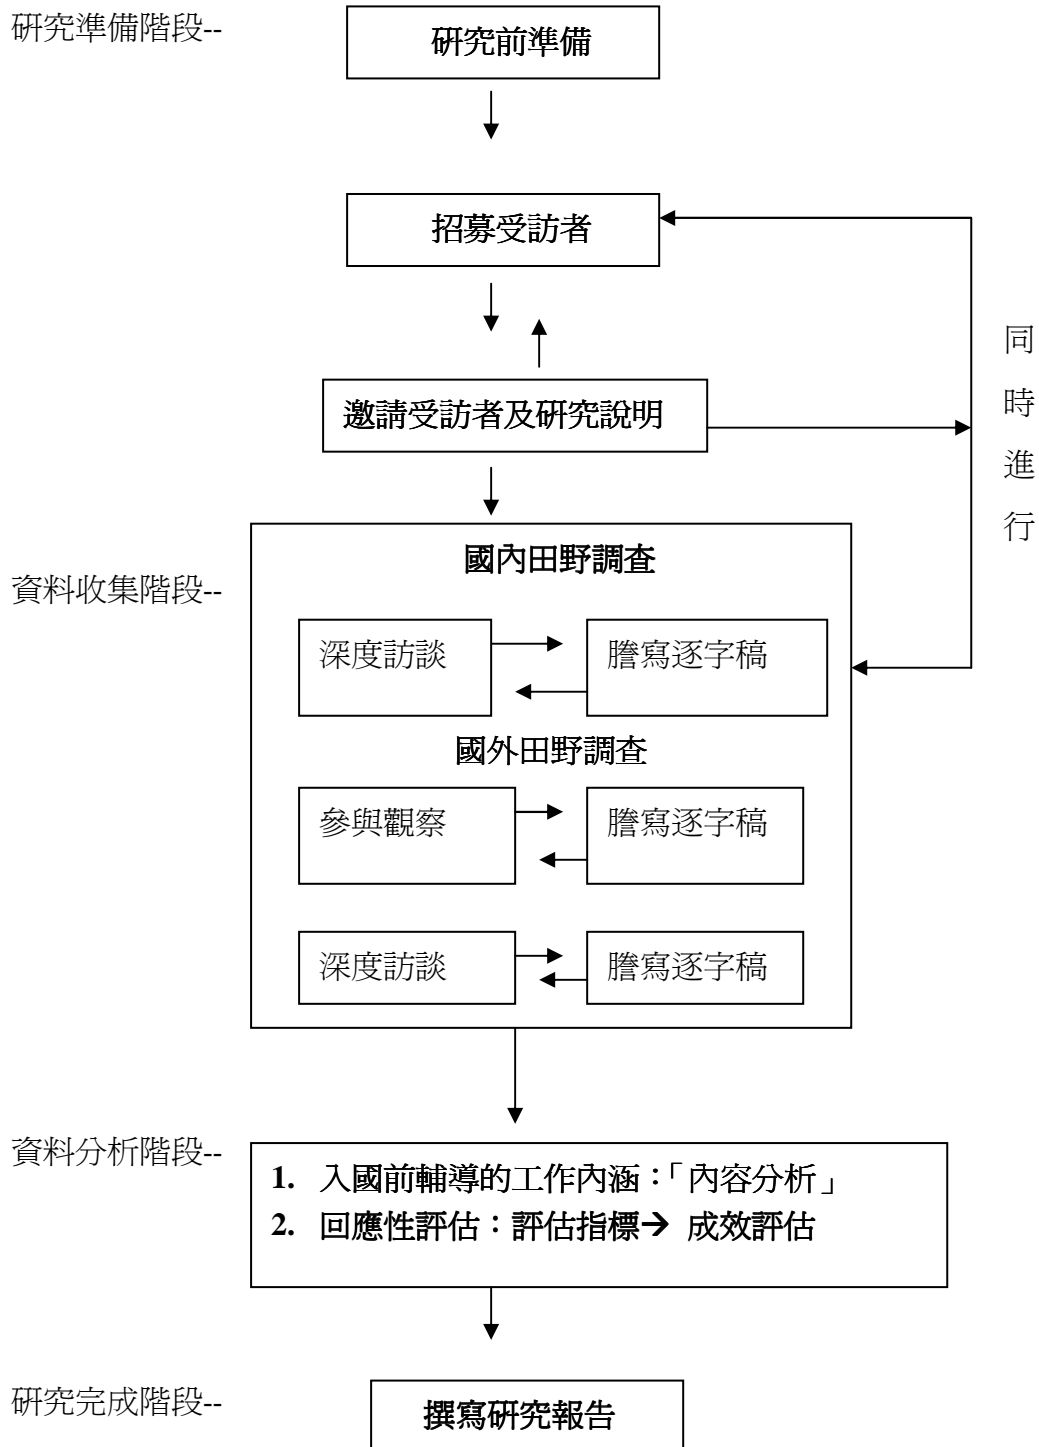 研究準備階段--
研究前準備
招募受訪者
邀請受訪者及研究說明
同時進行
資料收集階段--
國內田野調查
深度訪談
謄寫逐字稿
國外田野調查
參與觀察
謄寫逐字稿
深度訪談
謄寫逐字稿
資料分析階段--
1. 入國前輔導的工作內涵：「內容分析」
2. 回應性評估：評估指標→ 成效評估
研究完成階段--
撰寫研究報告